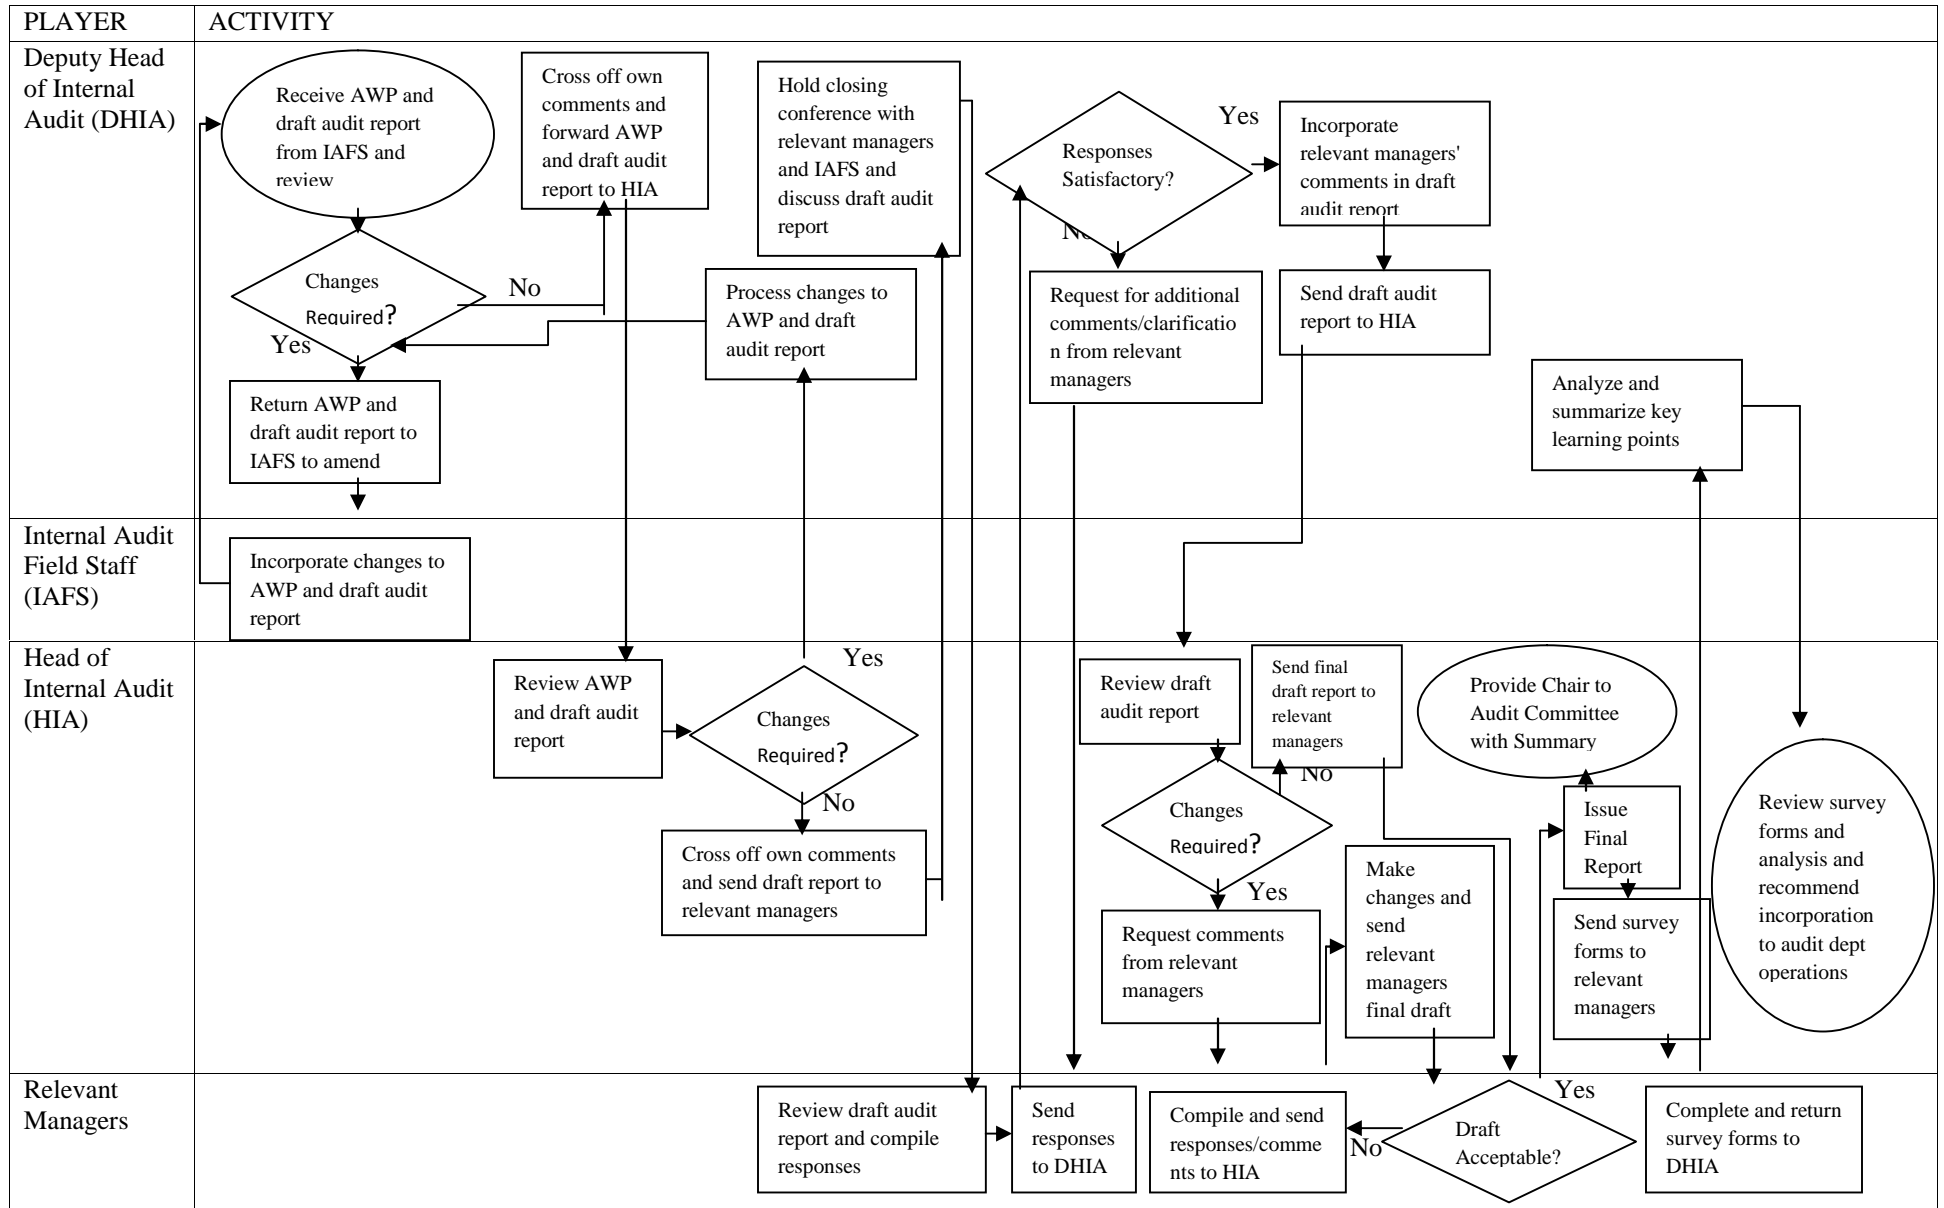 PLAYER
ACTIVITY
Deputy Head
of Internal
Audit (DHIA)
Receive AWP and
draft audit report
from IAFS and
review
Changes
Required?
No
Yes
Return AWP and
draft audit report to
IAFS to amend
Cross off own
comments and
forward AWP
and draft audit
report to HIA
Process changes to
AWP and draft
audit report
Hold closing
conference with
relevant managers
and IAFS and
discuss draft audit
report
Responses
Satisfactory?
Yes
No
Request for additional
comments/clarificatio
n from relevant
managers
Incorporate
relevant managers'
comments in draft
audit report
Send draft audit
report to HIA
Analyze and
summarize key
learning points
Internal Audit
Field Staff
(IAFS)
Incorporate changes to
AWP and draft audit
report
Head of
Internal Audit
(HIA)
Review AWP
and draft audit
report
Changes
Required?
Yes
No
Cross off own comments
and send draft report to
relevant managers
Review draft
audit report
Changes
Required?
No
Yes
Send final
draft report to
relevant
managers
Request comments
from relevant
managers
Make
changes and
send
relevant
managers
final draft
Provide Chair to
Audit Committee
with Summary
Issue
Final
Report
Send survey
forms to
relevant
managers
Review survey
forms and
analysis and
recommend
incorporation
to audit dept
operations
Relevant
Managers
Review draft audit
report and compile
responses
Send
responses
to DHIA
Compile and send
responses/comme
nts to HIA
No
Draft
Acceptable?
Yes
Complete and return
survey forms to
DHIA